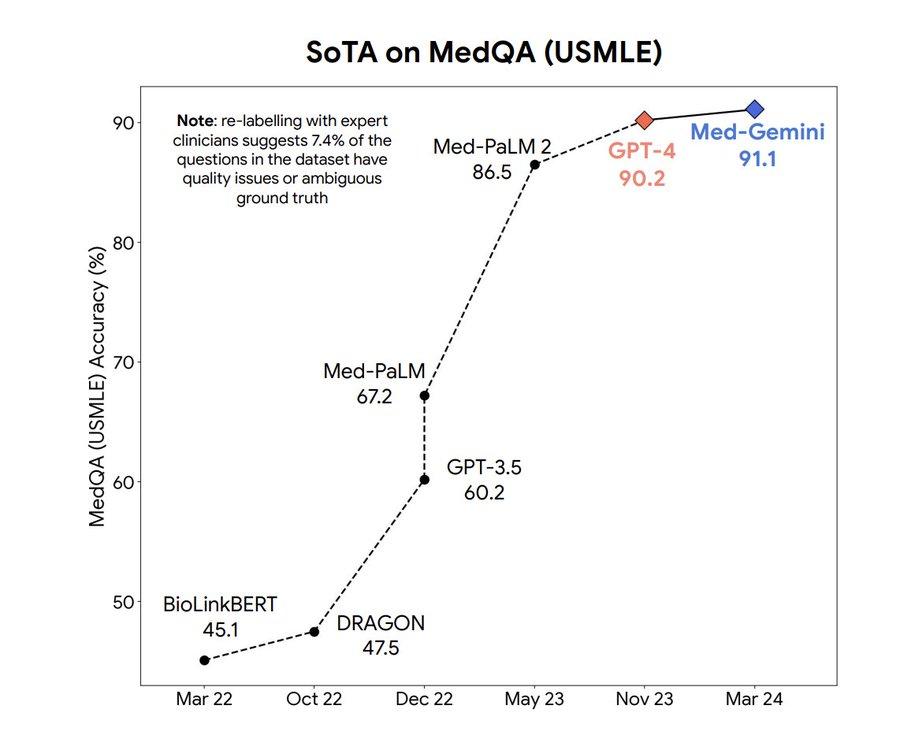 SoTA on MedQA (USMLE)
Note: re-labelling with expert
clinicians suggests 7.4% of the
questions in the dataset have
quality issues or ambiguous
ground truth
MedQA (USMLE) Accuracy (%)
90
80
70
60
50
Med-PaLM 2
86.5
GPT-4
90.2
Med-Gemini
91.1
Med-PaLM
67.2
GPT-3.5
60.2
BioLinkBERT
45.1
DRAGON
47.5
Mar 22
Oct 22
Dec 22
May 23
Nov 23
Mar 24